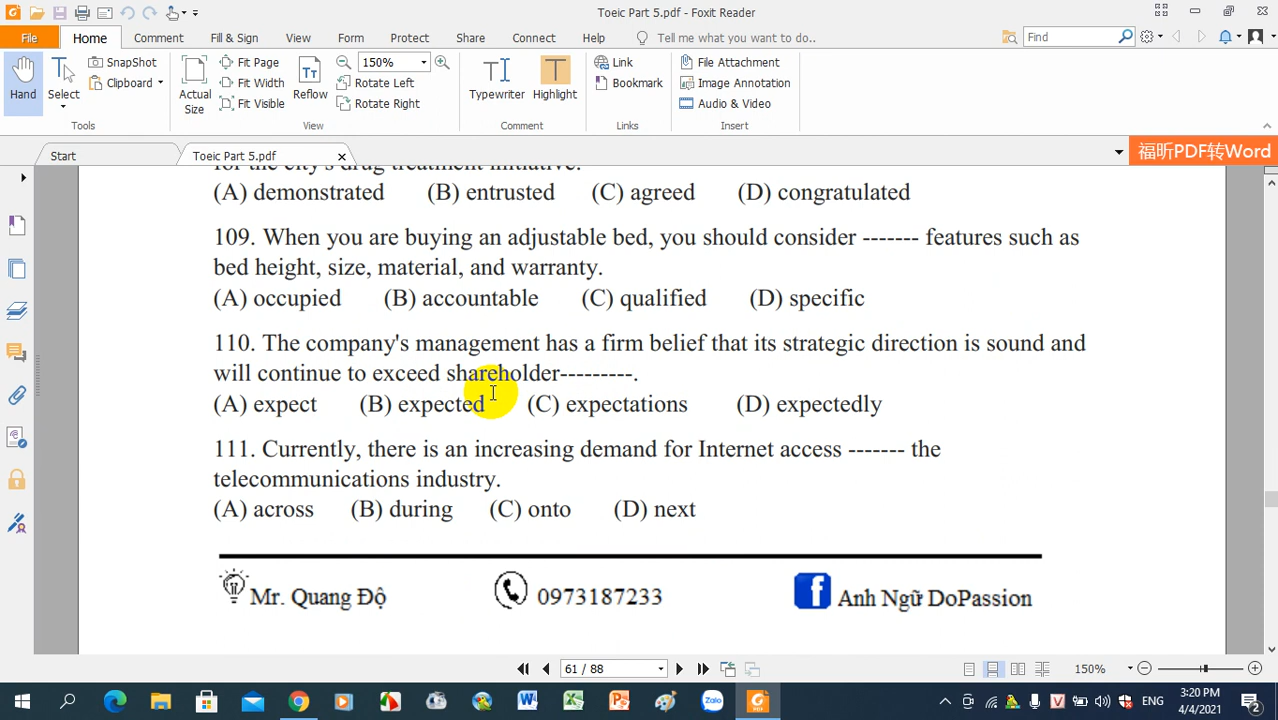 Toeic Part 5.pdf - Foxit Reader
File Home Comment Fill & Sign View Form Protect Share Connect Help Tell me what you want to do.. Find
Hand
Select
SnapShot
Clipboard
Actual Size
Fit Page
Fit Width
Fit Visible
Reflow
150%
Rotate Left
Rotate Right
Typewriter
Highlight
Link
Bookmark
File Attachment
Image Annotation
Audio & Video
Tools View Comment Links Insert
Start Toeic Part 5.pdf 福昕PDF转Word
for the city's drug treatment initiative.
(A) demonstrated (B) entrusted (C) agreed (D) congratulated
109. When you are buying an adjustable bed, you should consider ------- features such as
bed height, size, material, and warranty.
(A) occupied (B) accountable (C) qualified (D) specific
110. The company's management has a firm belief that its strategic direction is sound and
will continue to exceed shareholder---------.
(A) expect (B) expected (C) expectations (D) expectedly
111. Currently, there is an increasing demand for Internet access ------- the
telecommunications industry.
(A) across (B) during (C) onto (D) next
Mr. Quang Độ 0973187233 Anh Ngữ DoPassion
61 / 88 150%
ENG 3:20 PM
4/4/2021